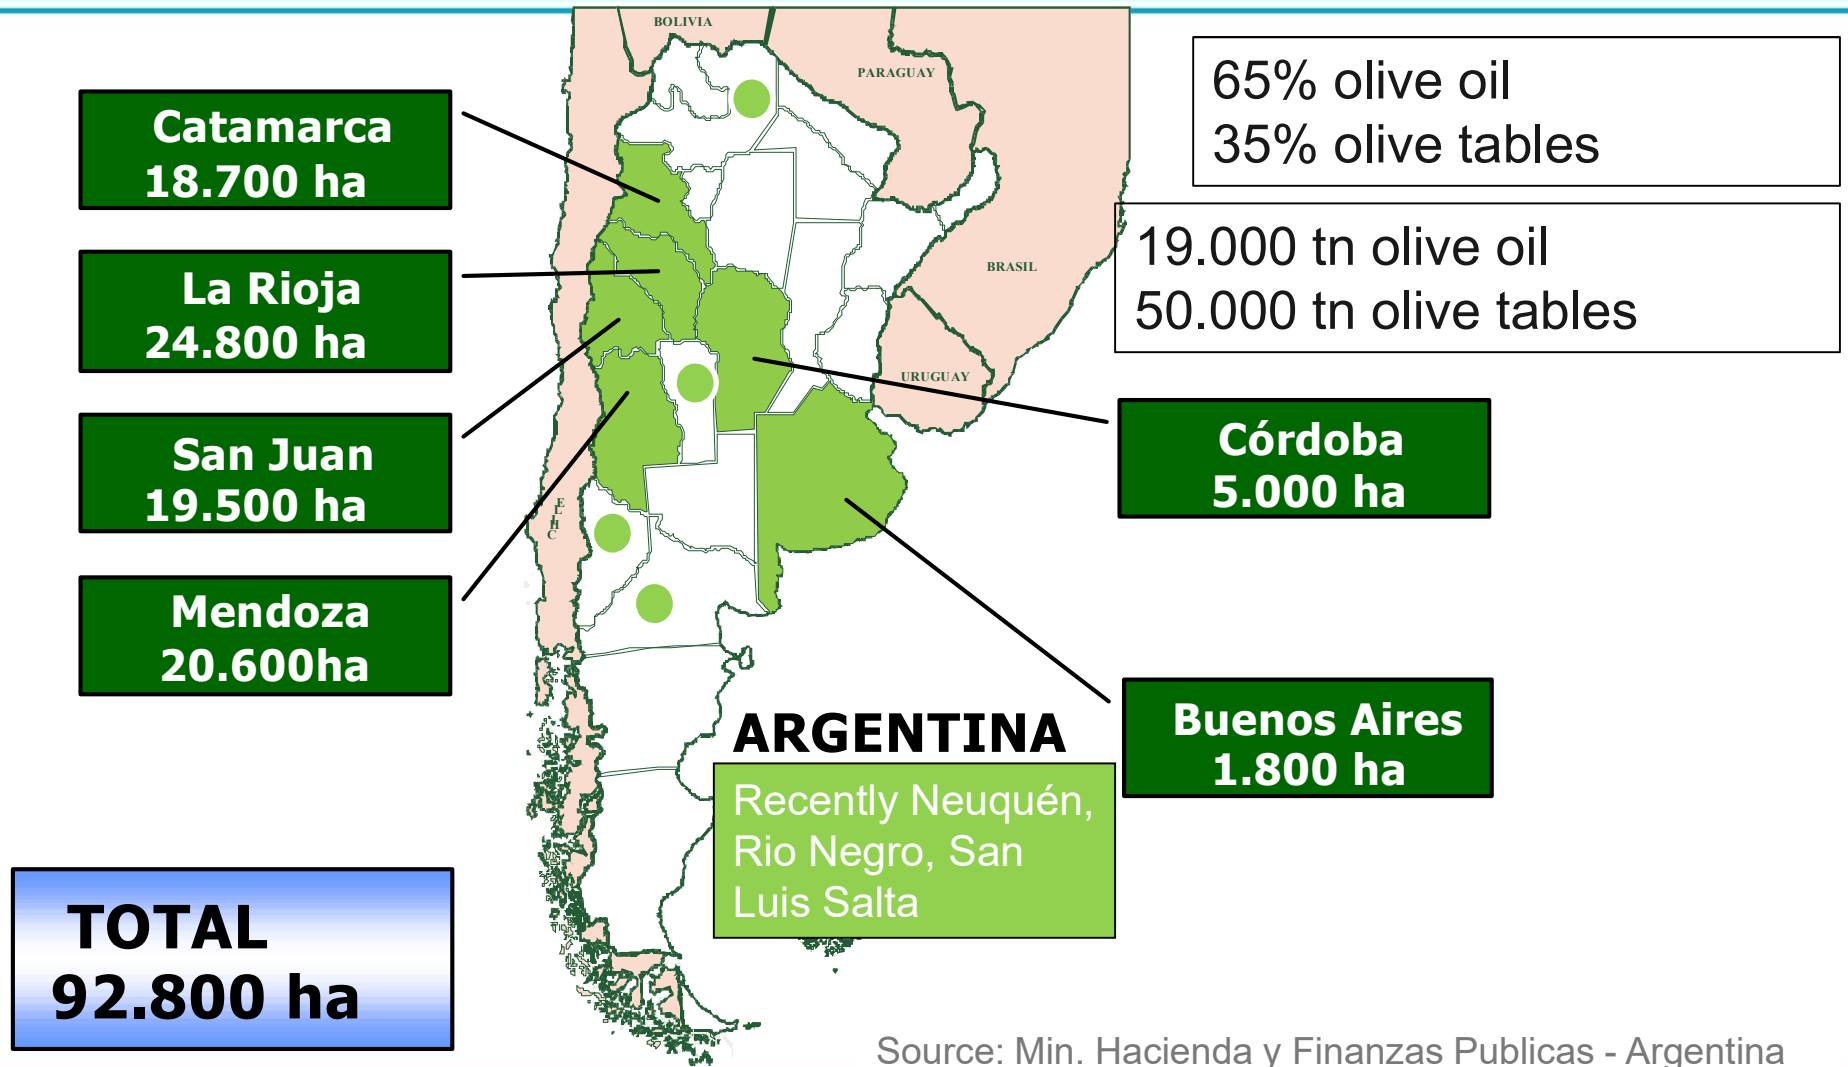 BOLIVIA
PARAGUAY
BRASIL
URUGUAY
CHILE
65% olive oil
35% olive tables
19.000 tn olive oil
50.000 tn olive tables
Catamarca
18.700 ha
La Rioja
24.800 ha
San Juan
19.500 ha
Mendoza
20.600ha
Córdoba
5.000 ha
Buenos Aires
1.800 ha
ARGENTINA
Recently Neuquén,
Rio Negro, San
Luis Salta
TOTAL
92.800 ha
Source: Min. Hacienda y Finanzas Publicas - Argentina